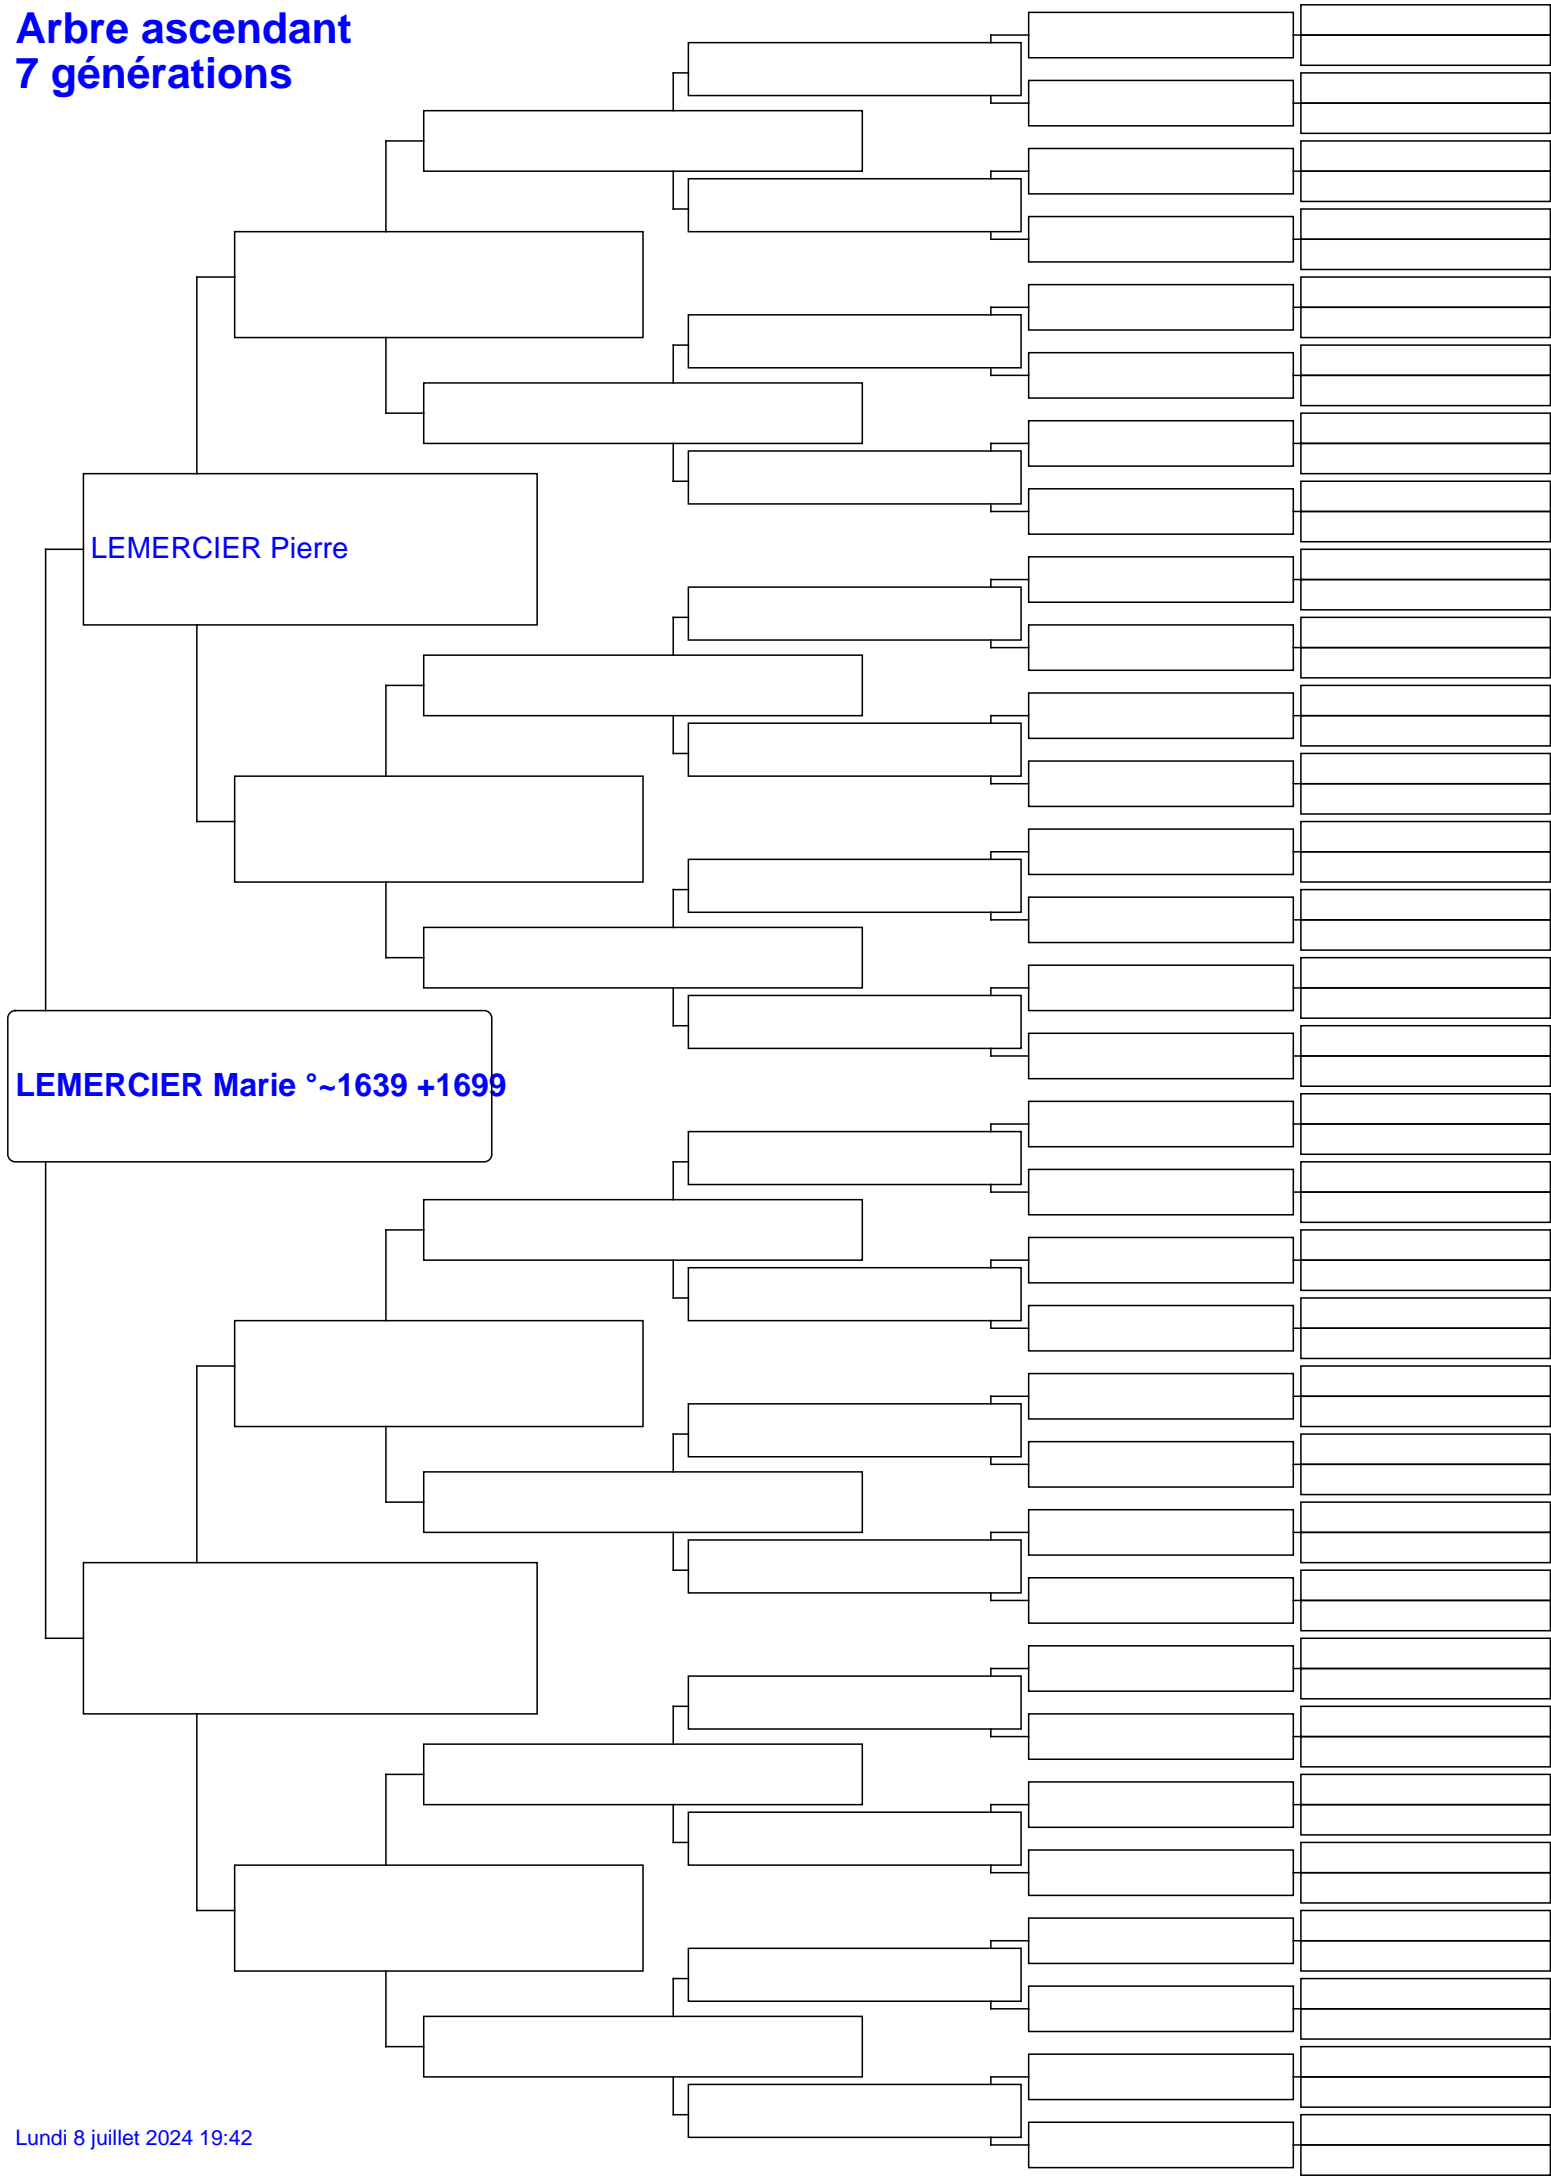 Arbre ascendant
7 générations
LEMERCIER Pierre
LEMERCIER Marie °~1639 +1699
Lundi 8 juillet 2024 19:42